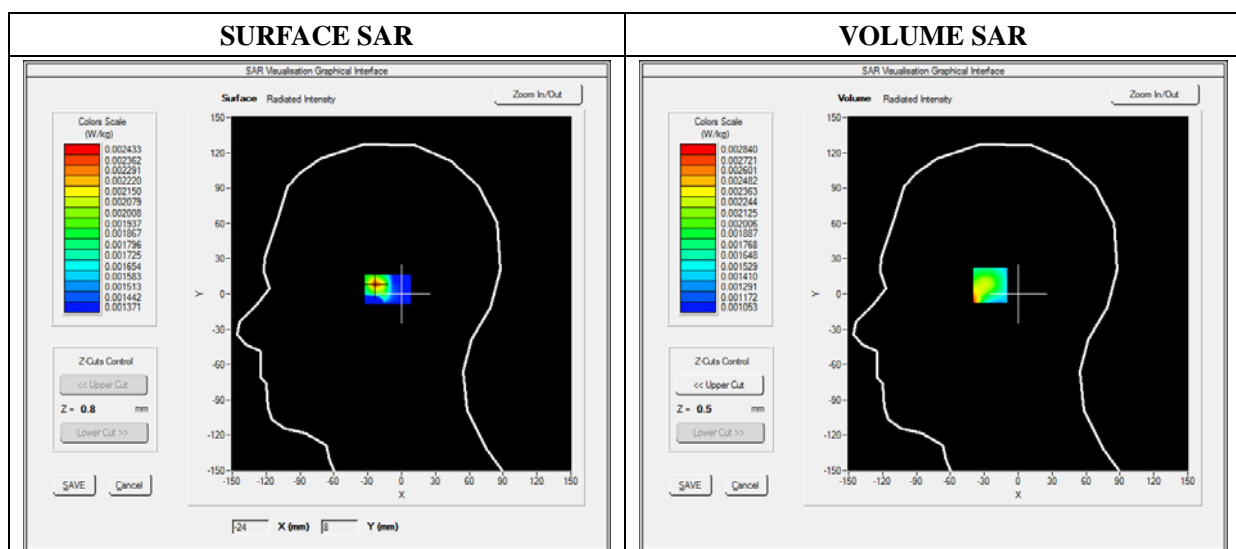 SURFACE SAR
SAR Visualisation Graphical Interface
Surface Radiated Intensity
Zoom In/Out
Colors Scale
(W/kg)
0.002433
0.002362
0.002291
0.002220
0.002150
0.002079
0.002008
0.001937
0.001867
0.001796
0.001725
0.001654
0.001583
0.001513
0.001442
0.001371
Z-Cuts Control
<< Upper Cut
Z = 0.8 mm
Lower Cut >>
SAVE Cancel
150
120
90
60
30
0
-30
-60
-90
-120
-150
Y
-150 -120 -90 -60 -30 0 30 60 90 120 150
X
-24 X (mm) 8 Y (mm)
VOLUME SAR
SAR Visualisation Graphical Interface
Volume Radiated Intensity
Zoom In/Out
Colors Scale
(W/kg)
0.002840
0.002721
0.002601
0.002482
0.002363
0.002244
0.002125
0.002006
0.001887
0.001768
0.001648
0.001529
0.001410
0.001291
0.001172
0.001053
Z-Cuts Control
<< Upper Cut
Z = 0.5 mm
Lower Cut >>
SAVE Cancel
150
120
90
60
30
0
-30
-60
-90
-120
-150
Y
-150 -120 -90 -60 -30 0 30 60 90 120 150
X